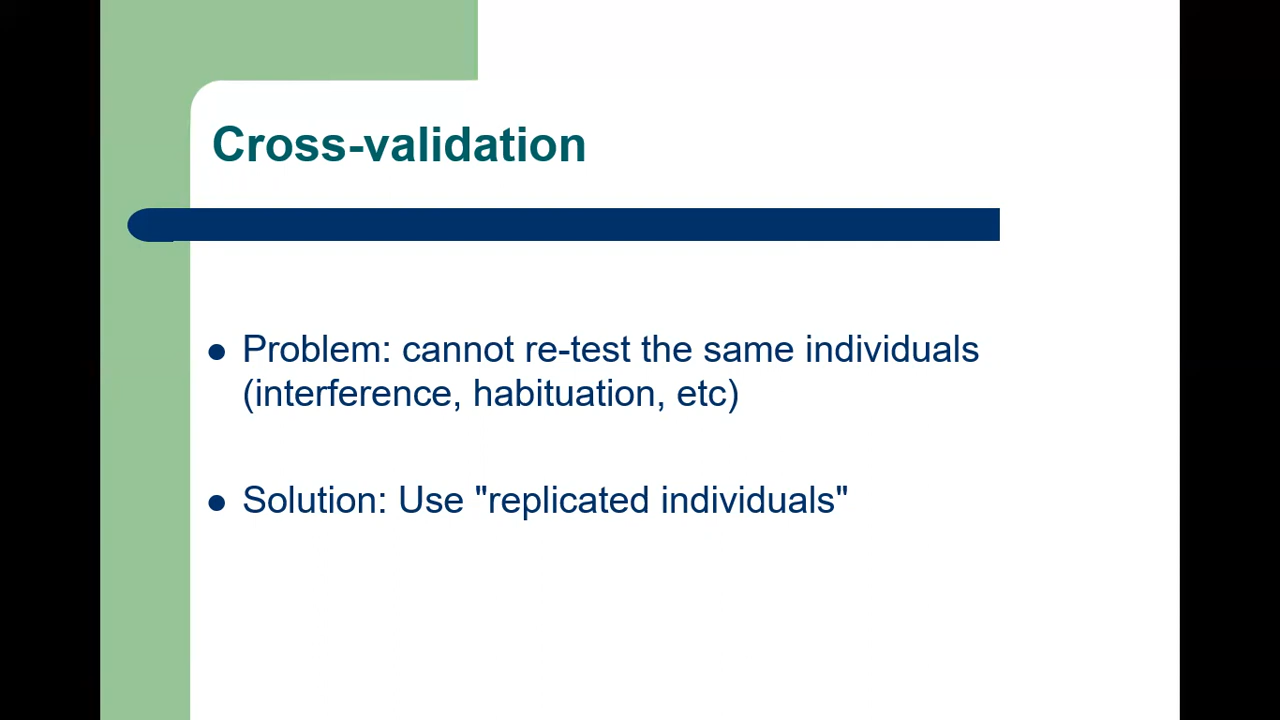 Cross-validation
● Problem: cannot re-test the same individuals
(interference, habituation, etc)
● Solution: Use "replicated individuals"